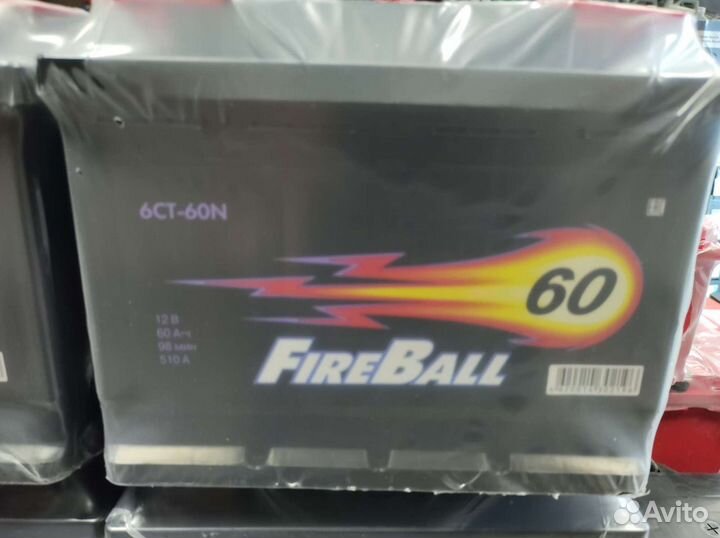 6СТ-60N
60
12 В
60 А·ч
98 мин
510 А
FIREBALL
Avito